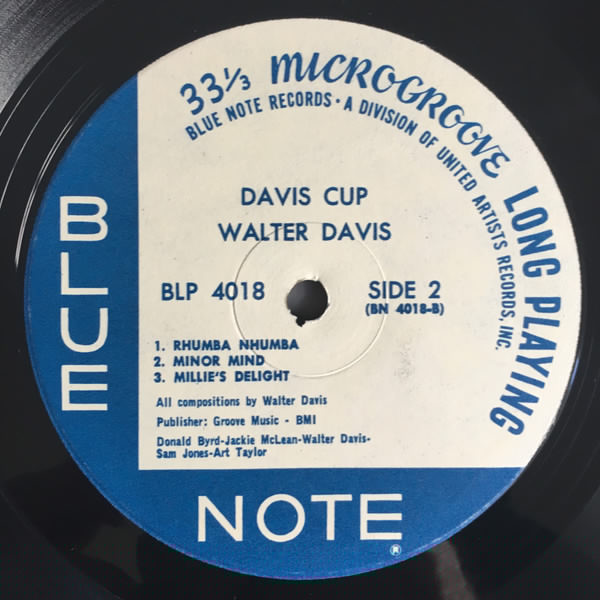 33⅓ MICROGROOVE LONG PLAYING
BLUE NOTE RECORDS • A DIVISION OF UNITED ARTISTS RECORDS, INC.
DAVIS CUP
WALTER DAVIS
BLP 4018 SIDE 2
(BN 4018-B)
1. RHUMBA NHUMBA
2. MINOR MIND
3. MILLIE'S DELIGHT
All compositions by Walter Davis
Publisher: Groove Music - BMI
Donald Byrd-Jackie McLean-Walter Davis-
Sam Jones-Art Taylor
BLUE
NOTE
®